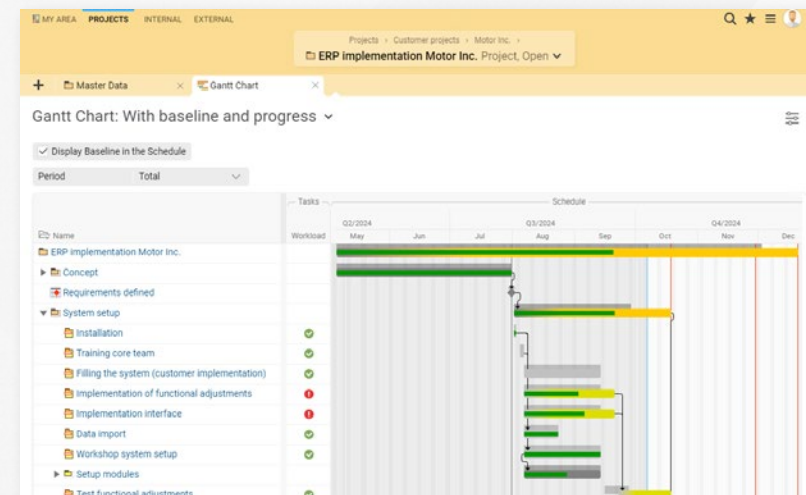 MY AREA PROJECTS INTERNAL EXTERNAL
Projects › Customer projects › Motor Inc. ›
ERP implementation Motor Inc. Project, Open
+ Master Data × Gantt Chart ×
Gantt Chart: With baseline and progress
Display Baseline in the Schedule
Period Total
Tasks Schedule
Q2/2024 Q3/2024 Q4/2024
Name Workload May Jun Jul Aug Sep Oct Nov Dec
ERP implementation Motor Inc.
Concept
Requirements defined
System setup
Installation
Training core team
Filling the system (customer implementation)
Implementation of functional adjustments
Implementation interface
Data import
Workshop system setup
Setup modules
Test functional adjustments